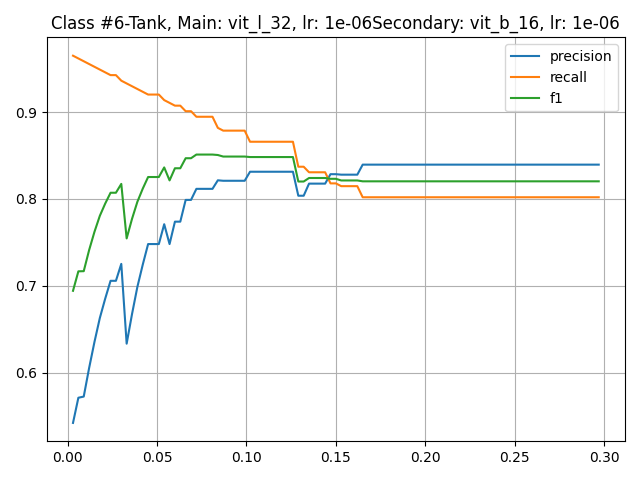 Class #6-Tank, Main: vit_l_32, lr: 1e-06Secondary: vit_b_16, lr: 1e-06
precision
recall
f1
0.9
0.8
0.7
0.6
0.00 0.05 0.10 0.15 0.20 0.25 0.30